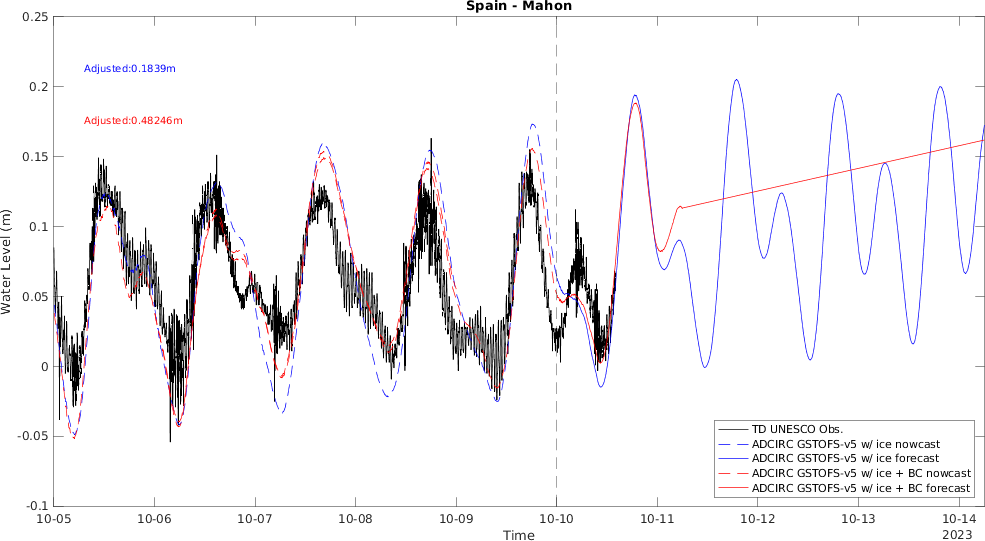 Spain - Mahon
0.25
0.2
0.15
0.1
0.05
0
-0.05
-0.1
Water Level (m)
Adjusted:0.1839m
Adjusted:0.48246m
TD UNESCO Obs.
ADCIRC GSTOFS-v5 w/ ice nowcast
ADCIRC GSTOFS-v5 w/ ice forecast
ADCIRC GSTOFS-v5 w/ ice + BC nowcast
ADCIRC GSTOFS-v5 w/ ice + BC forecast
10-05 10-06 10-07 10-08 10-09 10-10 10-11 10-12 10-13 10-14
Time
2023